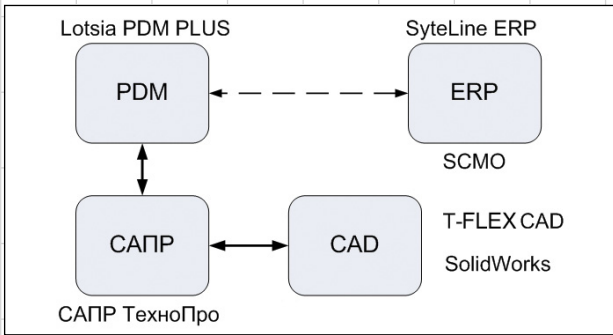 Lotsia PDM PLUS
SyteLine ERP
PDM
ERP
SCMO
САПР
CAD
T-FLEX CAD
SolidWorks
САПР ТехноПро